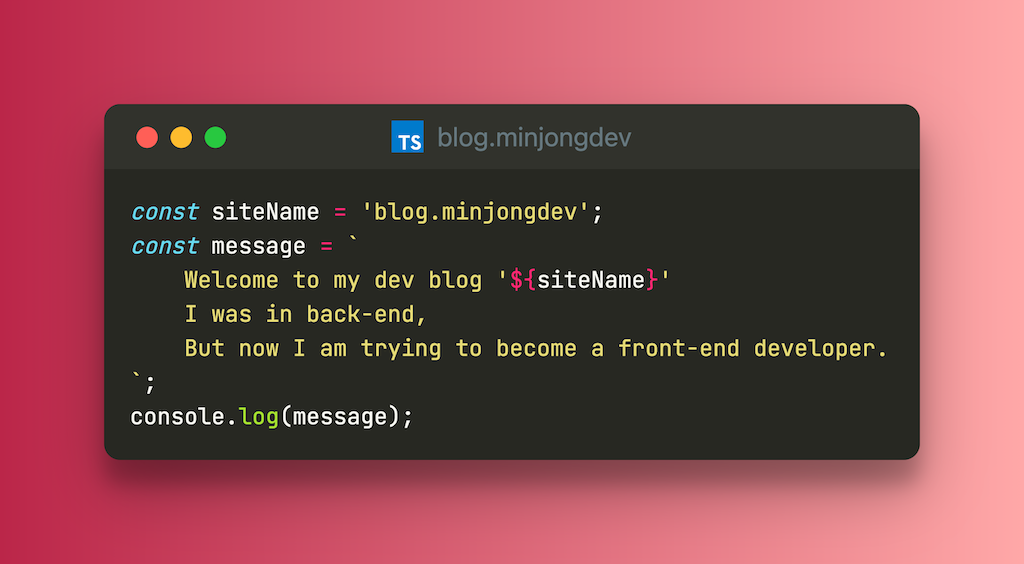 TS blog.minjongdev
const siteName = 'blog.minjongdev';
const message = `
    Welcome to my dev blog '${siteName}'
    I was in back-end,
    But now I am trying to become a front-end developer.
`;
console.log(message);